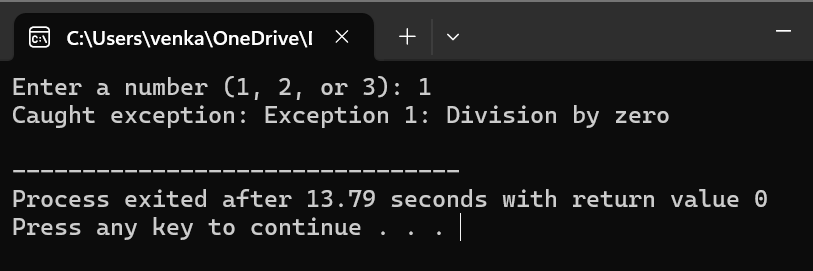 C:\Users\venka\OneDrive\I
Enter a number (1, 2, or 3): 1
Caught exception: Exception 1: Division by zero
--------------------------------
Process exited after 13.79 seconds with return value 0
Press any key to continue . . .